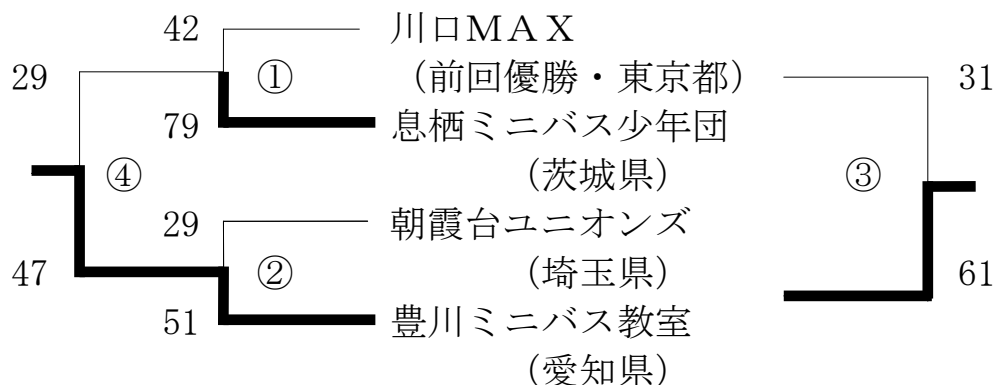 42
川口ＭＡＸ
29
①
（前回優勝・東京都）
31
79
息栖ミニバス少年団
④
（茨城県）
③
29
朝霞台ユニオンズ
47
②
（埼玉県）
61
51
豊川ミニバス教室
（愛知県）